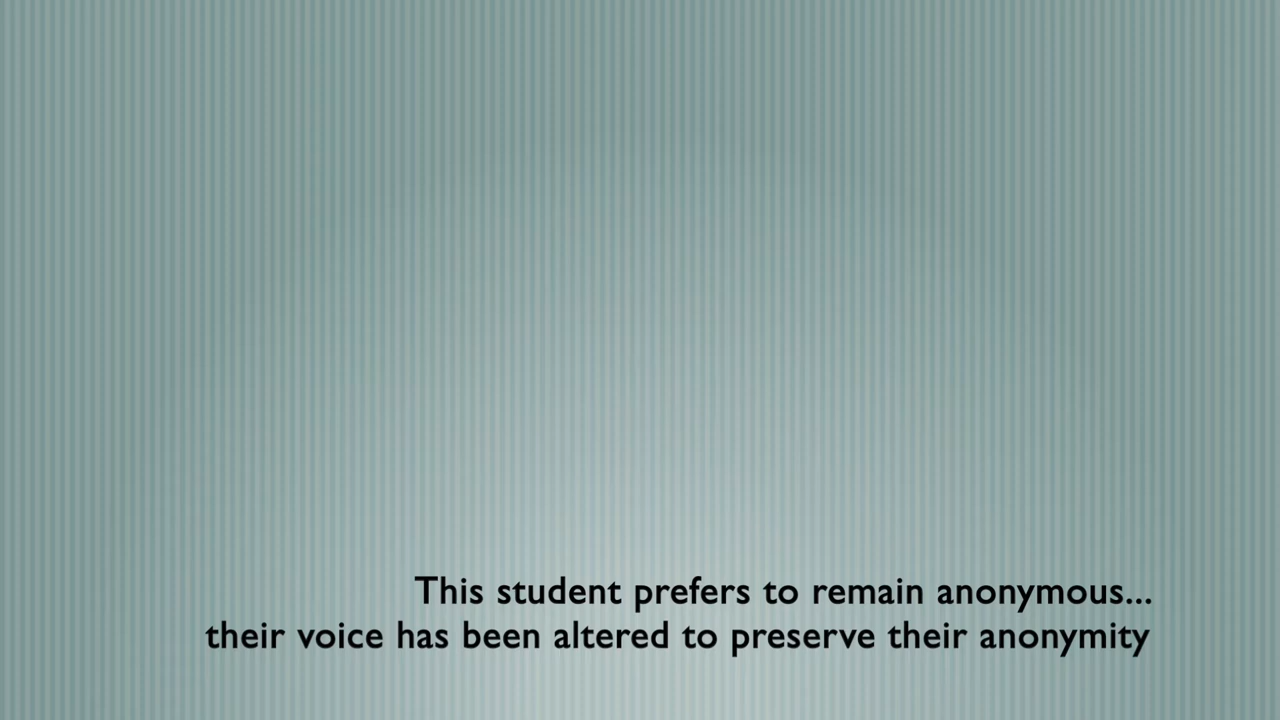 This student prefers to remain anonymous...
their voice has been altered to preserve their anonymity